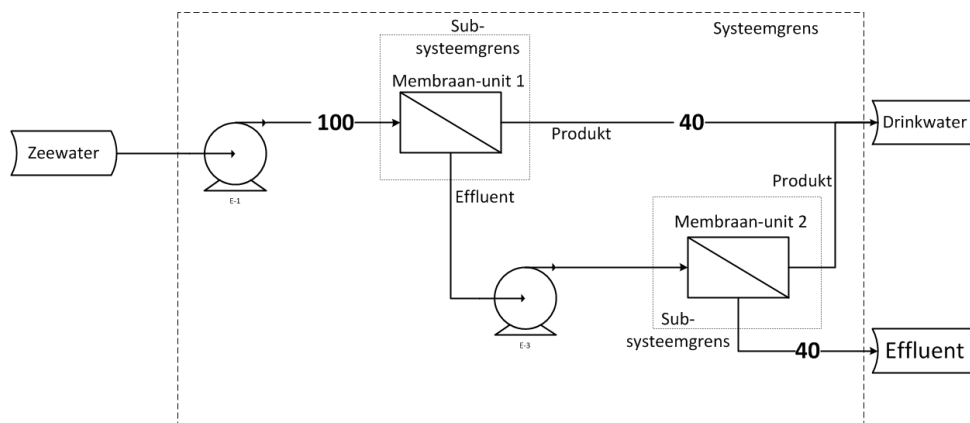 Sub-
systeemgrens
Systeemgrens
Membraan-unit 1
100
40
Drinkwater
Produkt
Zeewater
Produkt
Effluent
E-1
Membraan-unit 2
Sub-
systeemgrens
E-3
40
Effluent